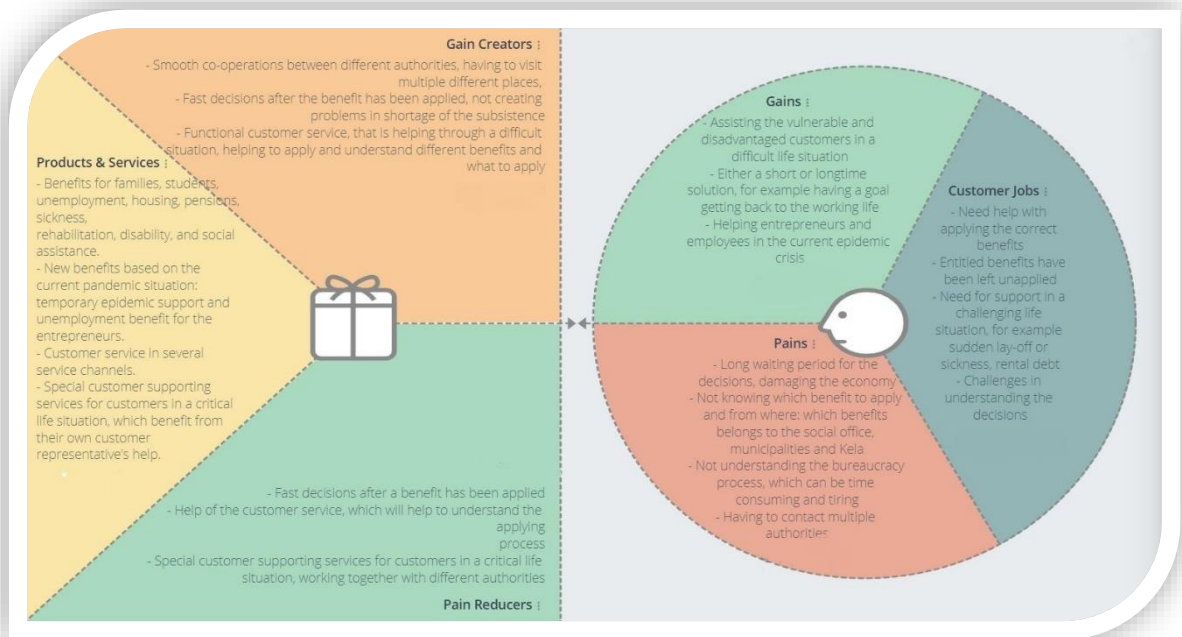 Gain Creators
- Smooth co-operations between different authorities, having to visit
multiple different places,
- Fast decisions after the benefit has been applied, not creating
problems in shortage of the subsistence
- Functional customer service, that is helping through a difficult
situation, helping to apply and understand different benefits and
what to apply
Products & Services
- Benefits for families, students,
unemployment, housing, pensions,
sickness,
rehabilitation, disability, and social
assistance.
- New benefits based on the
current pandemic situation:
temporary epidemic support and
unemployment benefit for the
entrepreneurs.
- Customer service in several
service channels.
- Special customer supporting
services for customers in a critical
life situation, which benefit from
their own customer
representative's help.
- Fast decisions after a benefit has been applied
- Help of the customer service, which will help to understand the
applying
process
- Special customer supporting services for customers in a critical life
situation, working together with different authorities
Pain Reducers
Gains
- Assisting the vulnerable and
disadvantaged customers in a
difficult life situation
- Either a short or longtime
solution, for example having a goal
getting back to the working life
- Helping entrepreneurs and
employees in the current epidemic
crisis
Pains
- Long waiting period for the
decisions, damaging the economy
- Not knowing which benefit to apply
and from where: which benefits
belongs to the social office,
municipalities and Kela
- Not understanding the bureaucracy
process, which can be time
consuming and tiring
- Having to contact multiple
authorities
Customer Jobs
- Need help with
applying the correct
benefits
- Entitled benefits have
been left unapplied
- Need for support in a
challenging life
situation, for example
sudden lay-off or
sickness, rental debt
- Challenges in
understanding the
decisions